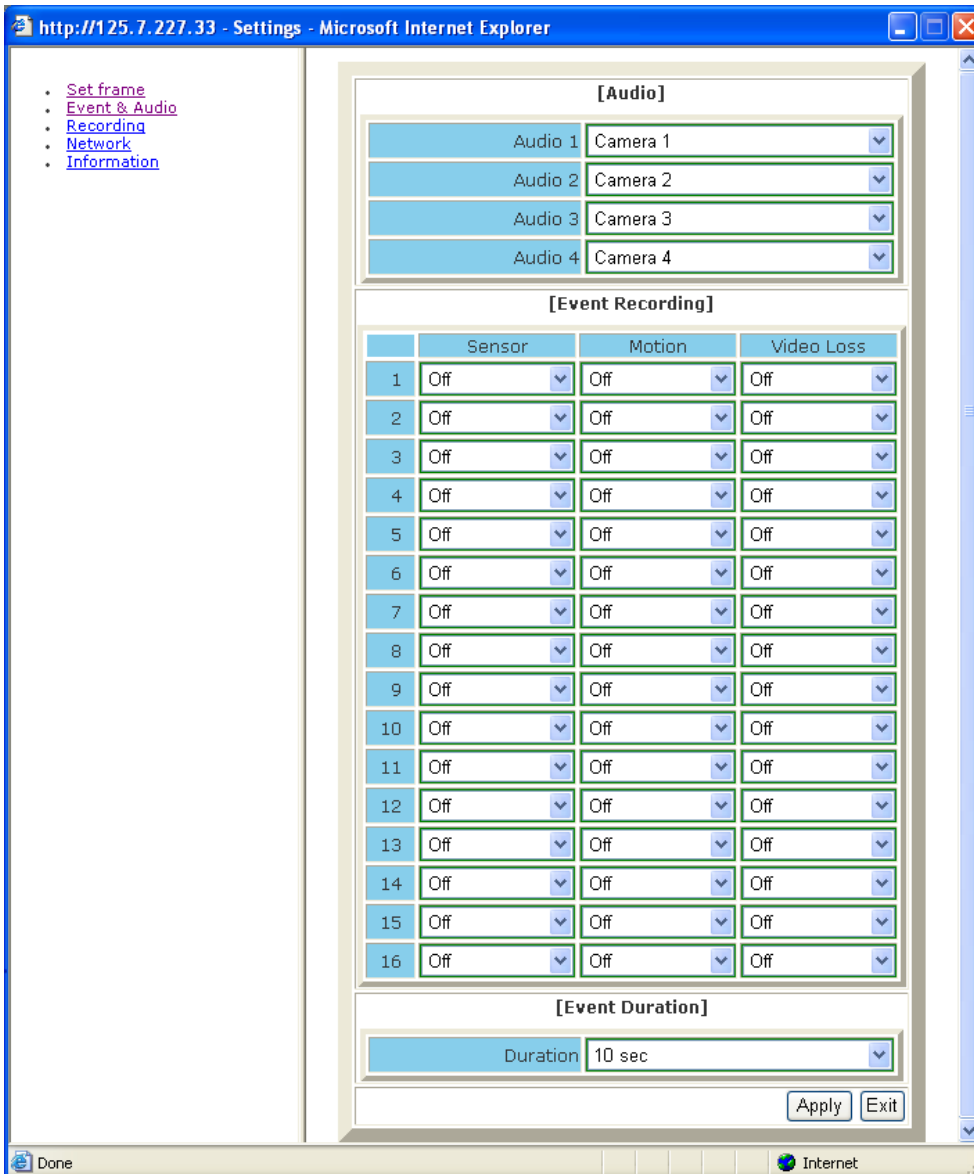 http://125.7.227.33 - Settings - Microsoft Internet Explorer
Set frame
Event & Audio
Recording
Network
Information
[Audio]
Audio 1 Camera 1
Audio 2 Camera 2
Audio 3 Camera 3
Audio 4 Camera 4
[Event Recording]
Sensor Motion Video Loss
1 Off Off Off
2 Off Off Off
3 Off Off Off
4 Off Off Off
5 Off Off Off
6 Off Off Off
7 Off Off Off
8 Off Off Off
9 Off Off Off
10 Off Off Off
11 Off Off Off
12 Off Off Off
13 Off Off Off
14 Off Off Off
15 Off Off Off
16 Off Off Off
[Event Duration]
Duration 10 sec
Apply Exit
Done Internet